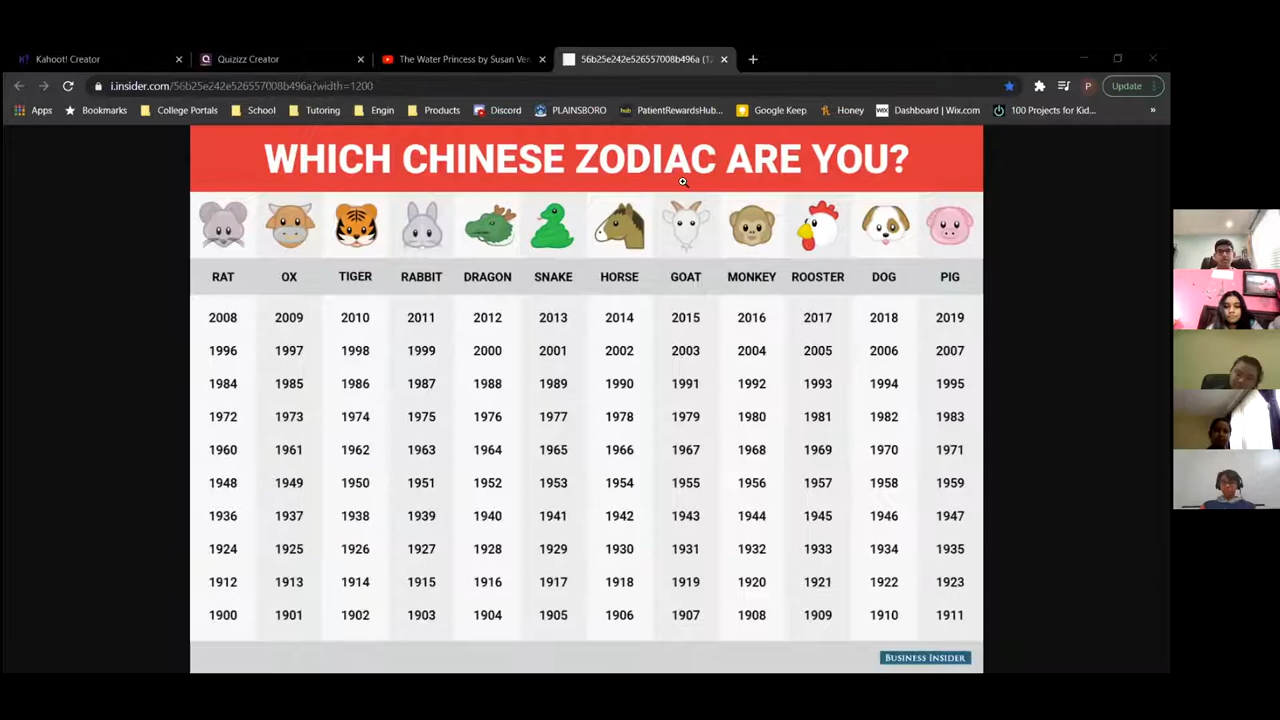 Kahoot! Creator
Quizizz Creator
The Water Princess by Susan Ver
56b25e242e526557008b496a (1
i.insider.com/56b25e242e526557008b496a?width=1200
P
Update
Apps
Bookmarks
College Portals
School
Tutoring
Engin
Products
Discord
PLAINSBORO
PatientRewardsHub...
Google Keep
Honey
Dashboard | Wix.com
100 Projects for Kid...
WHICH CHINESE ZODIAC ARE YOU?
RAT OX TIGER RABBIT DRAGON SNAKE HORSE GOAT MONKEY ROOSTER DOG PIG
2008 2009 2010 2011 2012 2013 2014 2015 2016 2017 2018 2019
1996 1997 1998 1999 2000 2001 2002 2003 2004 2005 2006 2007
1984 1985 1986 1987 1988 1989 1990 1991 1992 1993 1994 1995
1972 1973 1974 1975 1976 1977 1978 1979 1980 1981 1982 1983
1960 1961 1962 1963 1964 1965 1966 1967 1968 1969 1970 1971
1948 1949 1950 1951 1952 1953 1954 1955 1956 1957 1958 1959
1936 1937 1938 1939 1940 1941 1942 1943 1944 1945 1946 1947
1924 1925 1926 1927 1928 1929 1930 1931 1932 1933 1934 1935
1912 1913 1914 1915 1916 1917 1918 1919 1920 1921 1922 1923
1900 1901 1902 1903 1904 1905 1906 1907 1908 1909 1910 1911
BUSINESS INSIDER